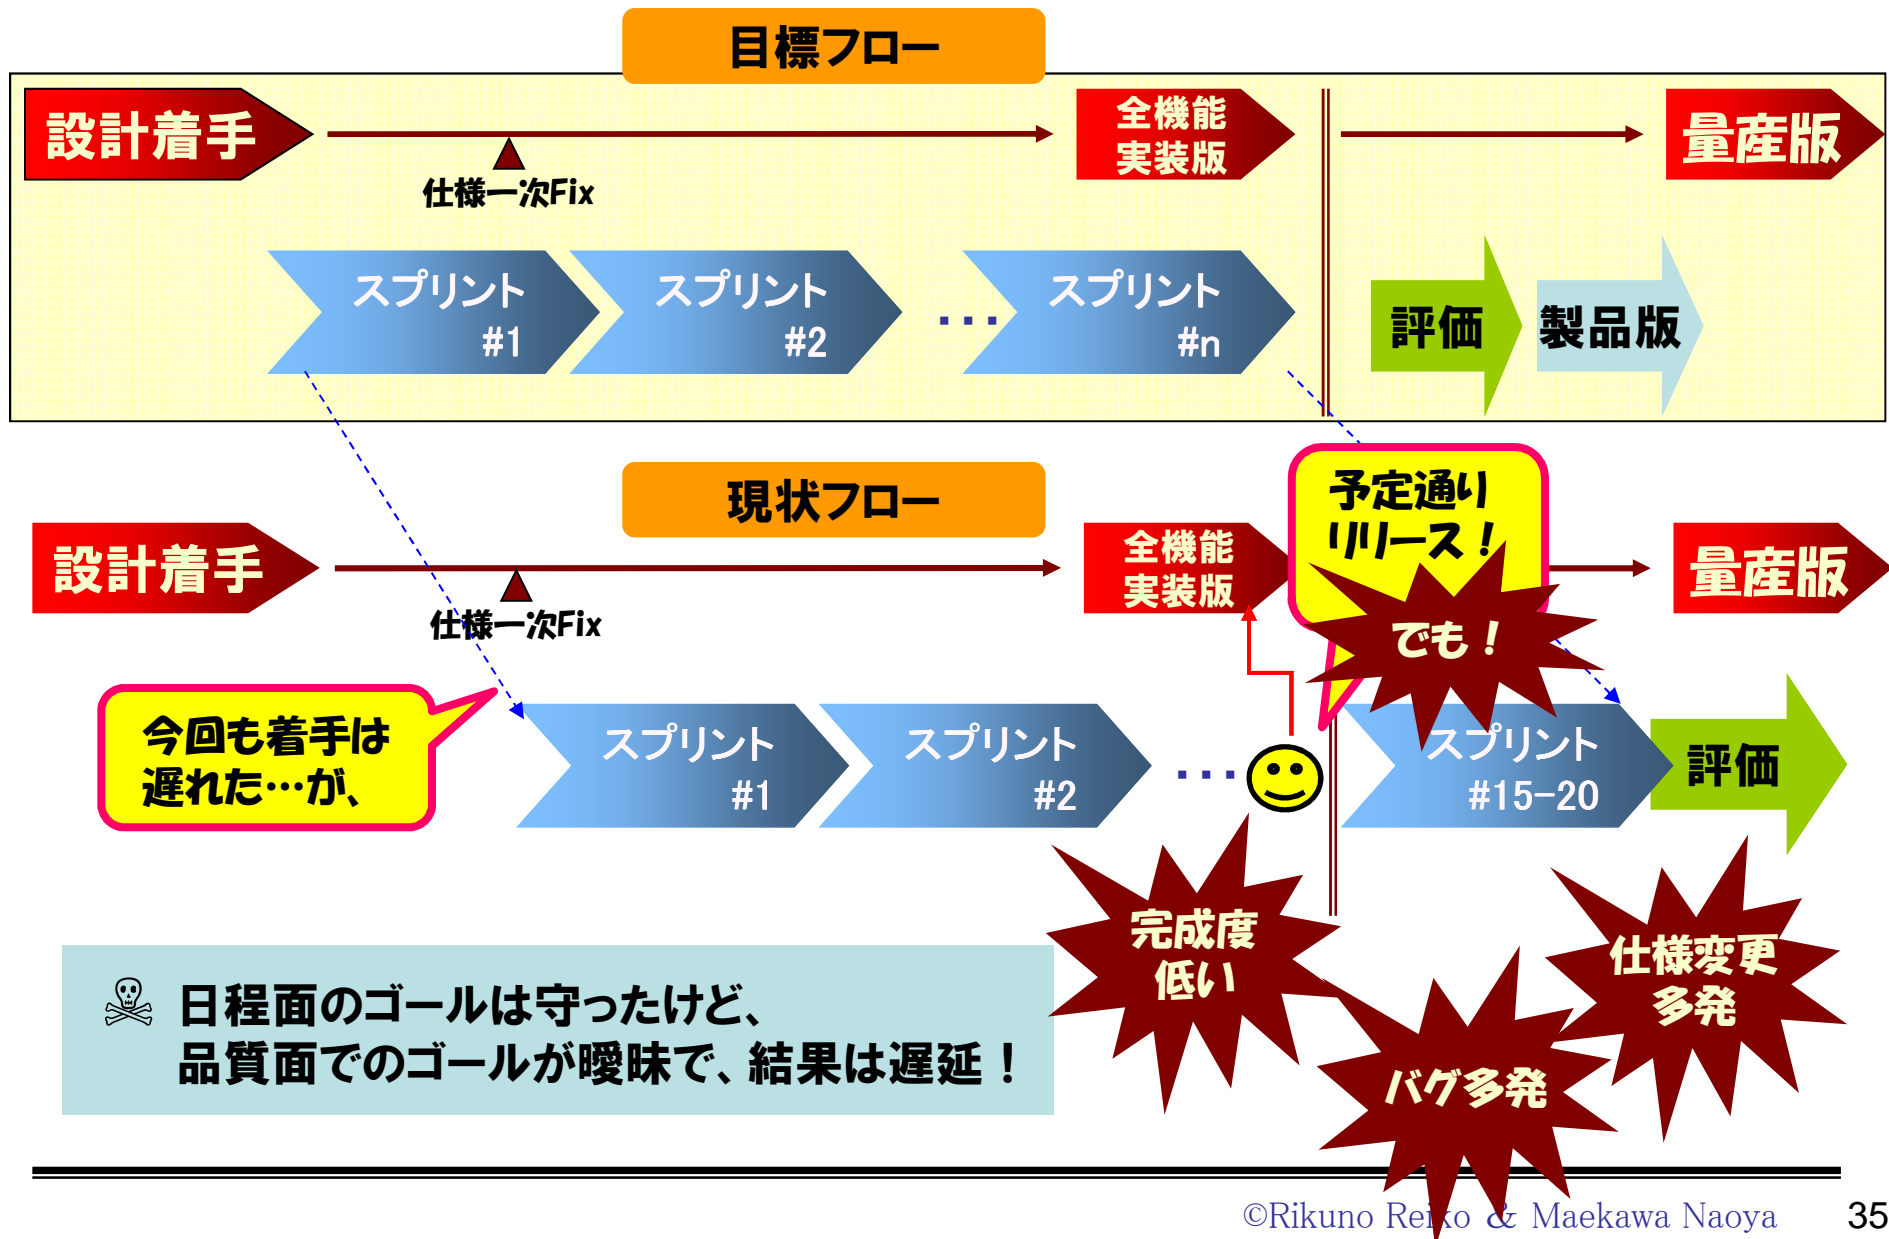 目標フロー
設計着手
全機能
実装版
量産版
仕様一次Fix
スプリント
#1
スプリント
#2
...
スプリント
#n
評価
製品版
現状フロー
予定通り
リリース！
設計着手
全機能
実装版
量産版
仕様一次Fix
でも！
今回も着手は
遅れた…が、
スプリント
#1
スプリント
#2
...
スプリント
#15-20
評価
完成度
低い
仕様変更
多発
バグ多発
☠ 日程面のゴールは守ったけど、
品質面でのゴールが曖昧で、結果は遅延！
©Rikuno Reiko & Maekawa Naoya
35